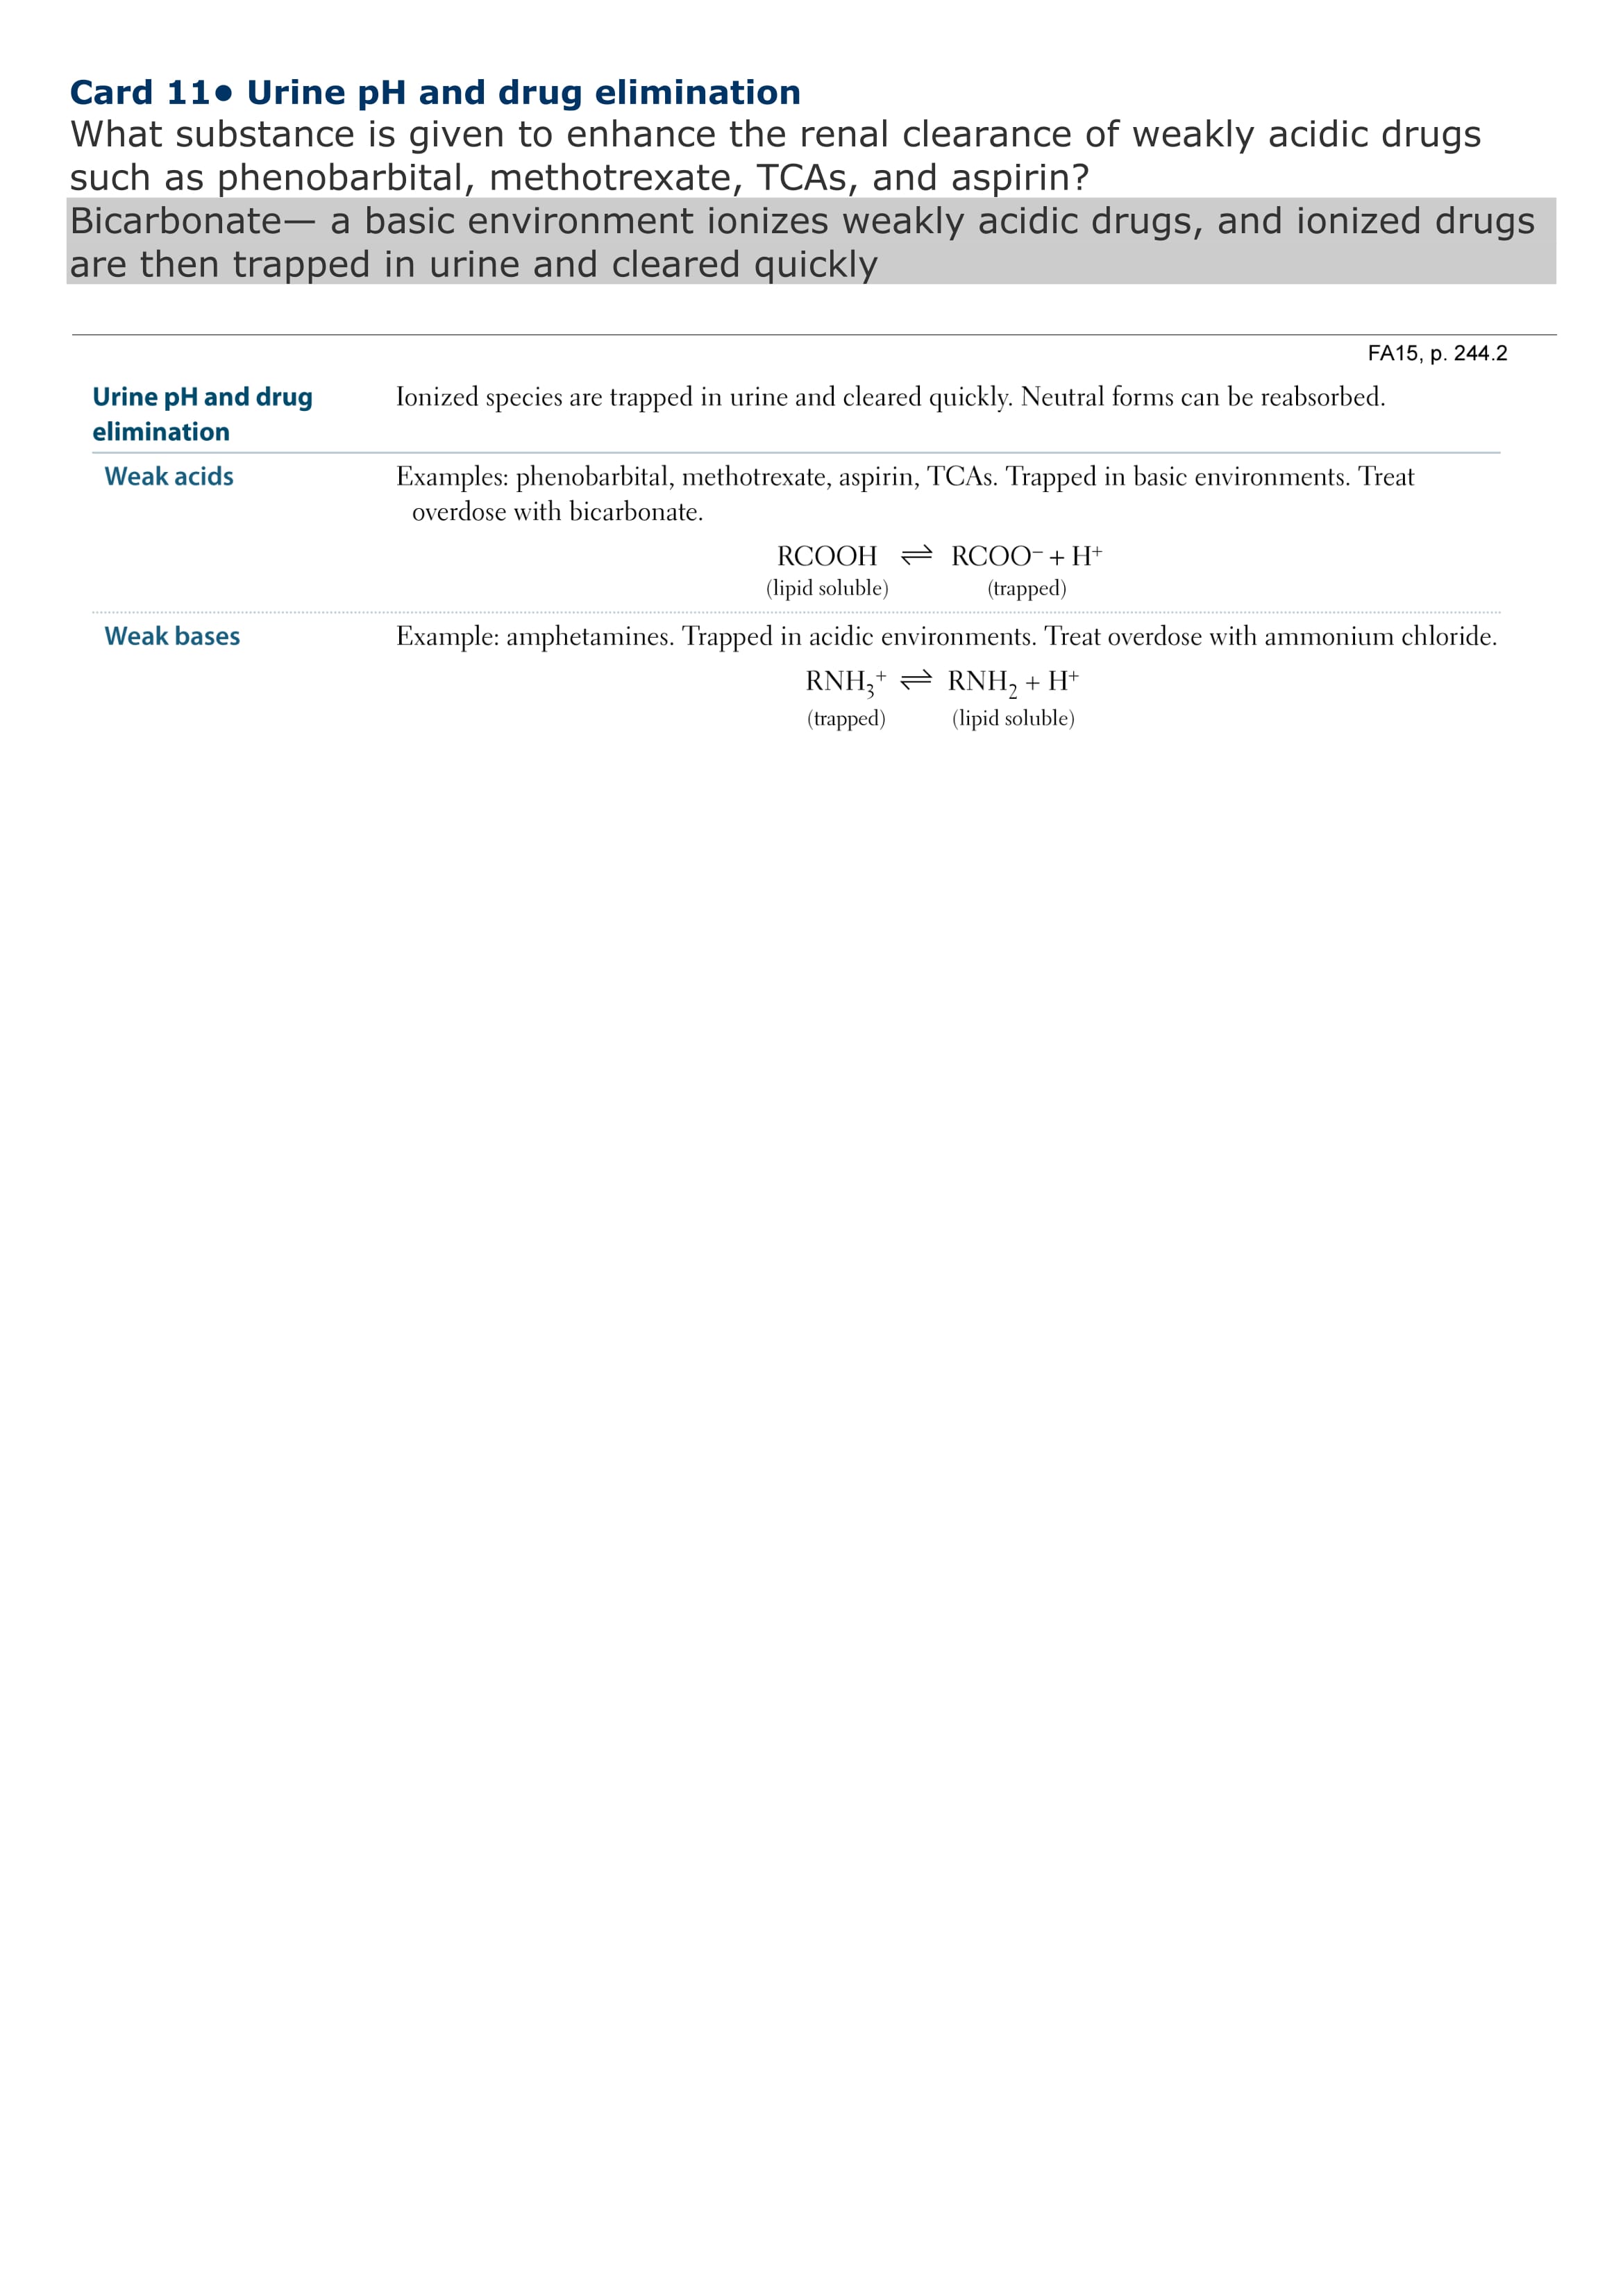 Card 11• Urine pH and drug elimination
What substance is given to enhance the renal clearance of weakly acidic drugs
such as phenobarbital, methotrexate, TCAs, and aspirin?
Bicarbonate— a basic environment ionizes weakly acidic drugs, and ionized drugs
are then trapped in urine and cleared quickly
FA15, p. 244.2
Urine pH and drug
elimination
Ionized species are trapped in urine and cleared quickly. Neutral forms can be reabsorbed.
Weak acids
Examples: phenobarbital, methotrexate, aspirin, TCAs. Trapped in basic environments. Treat
overdose with bicarbonate.
RCOOH ⇌ RCOO⁻ + H⁺
(lipid soluble) (trapped)
Weak bases
Example: amphetamines. Trapped in acidic environments. Treat overdose with ammonium chloride.
RNH₃⁺ ⇌ RNH₂ + H⁺
(trapped) (lipid soluble)